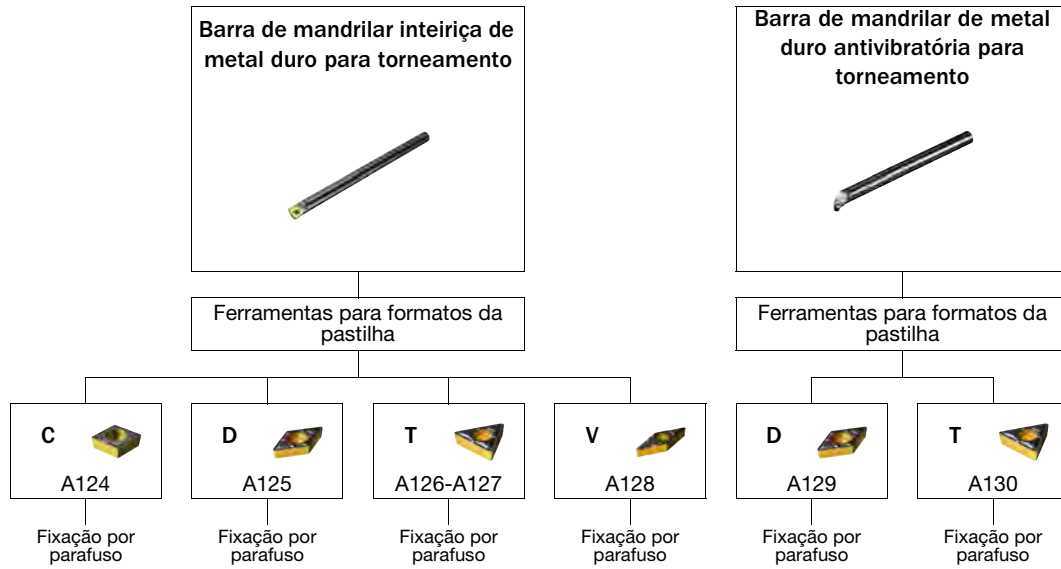 Barra de mandrilar inteiriça de
metal duro para torneamento
Barra de mandrilar de metal
duro antivibratória para
torneamento
Ferramentas para formatos da
pastilha
Ferramentas para formatos da
pastilha
C
A124
D
A125
T
A126-A127
V
A128
D
A129
T
A130
Fixação por
parafuso
Fixação por
parafuso
Fixação por
parafuso
Fixação por
parafuso
Fixação por
parafuso
Fixação por
parafuso